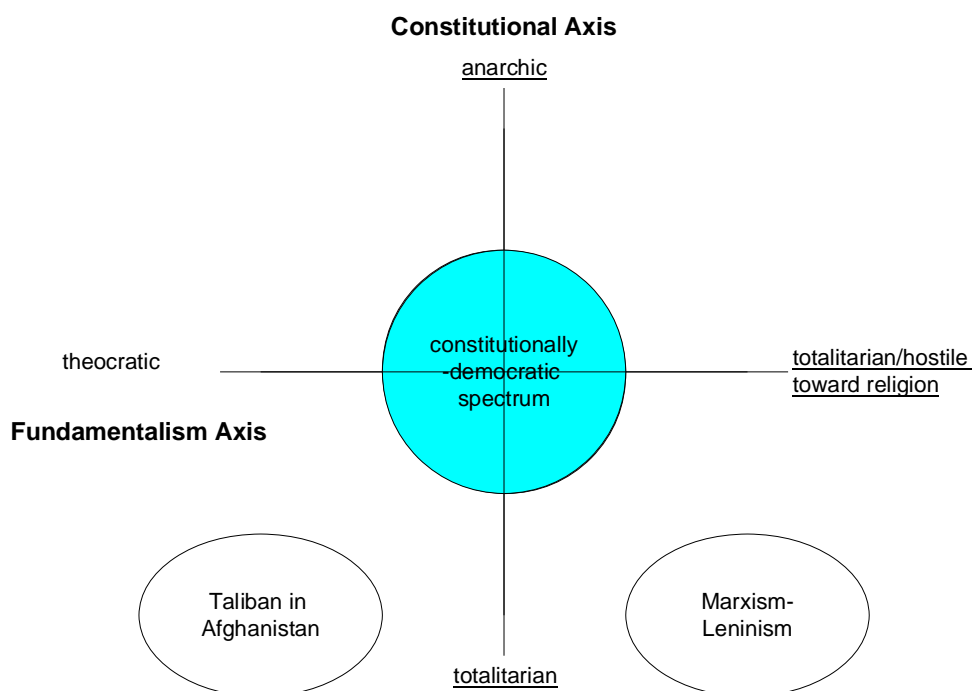 Constitutional Axis
anarchic
constitutionally
-democratic
spectrum
theocratic
totalitarian/hostile
toward religion
Fundamentalism Axis
Taliban in
Afghanistan
Marxism-
Leninism
totalitarian